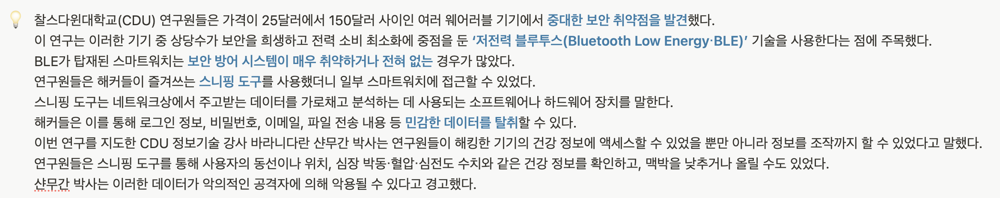 찰스다윈대학교(CDU) 연구원들은 가격이 25달러에서 150달러 사이인 여러 웨어러블 기기에서 중대한 보안 취약점을 발견했다.
이 연구는 이러한 기기 중 상당수가 보안을 희생하고 전력 소비 최소화에 중점을 둔 ‘저전력 블루투스(Bluetooth Low Energy·BLE)’ 기술을 사용한다는 점에 주목했다.
BLE가 탑재된 스마트워치는 보안 방어 시스템이 매우 취약하거나 전혀 없는 경우가 많았다.
연구원들은 해커들이 즐겨쓰는 스니핑 도구를 사용했더니 일부 스마트워치에 접근할 수 있었다.
스니핑 도구는 네트워크상에서 주고받는 데이터를 가로채고 분석하는 데 사용되는 소프트웨어나 하드웨어 장치를 말한다.
해커들은 이를 통해 로그인 정보, 비밀번호, 이메일, 파일 전송 내용 등 민감한 데이터를 탈취할 수 있다.
이번 연구를 지도한 CDU 정보기술 강사 바라니다란 샨무간 박사는 연구원들이 해킹한 기기의 건강 정보에 액세스할 수 있었을 뿐만 아니라 정보를 조작까지 할 수 있었다고 말했다.
연구원들은 스니핑 도구를 통해 사용자의 동선이나 위치, 심장 박동·혈압·심전도 수치와 같은 건강 정보를 확인하고, 맥박을 낮추거나 올릴 수도 있었다.
샨무간 박사는 이러한 데이터가 악의적인 공격자에 의해 악용될 수 있다고 경고했다.